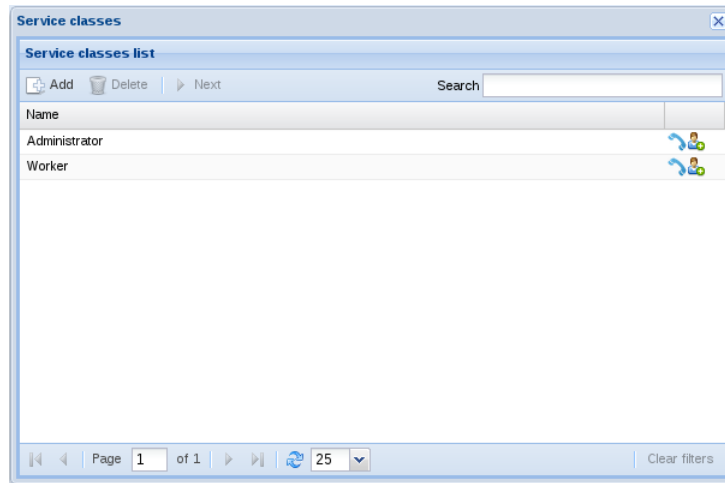 Service classes
Service classes list
Add Delete Next Search
Name
Administrator
Worker
Page 1 of 1 25 Clear filters